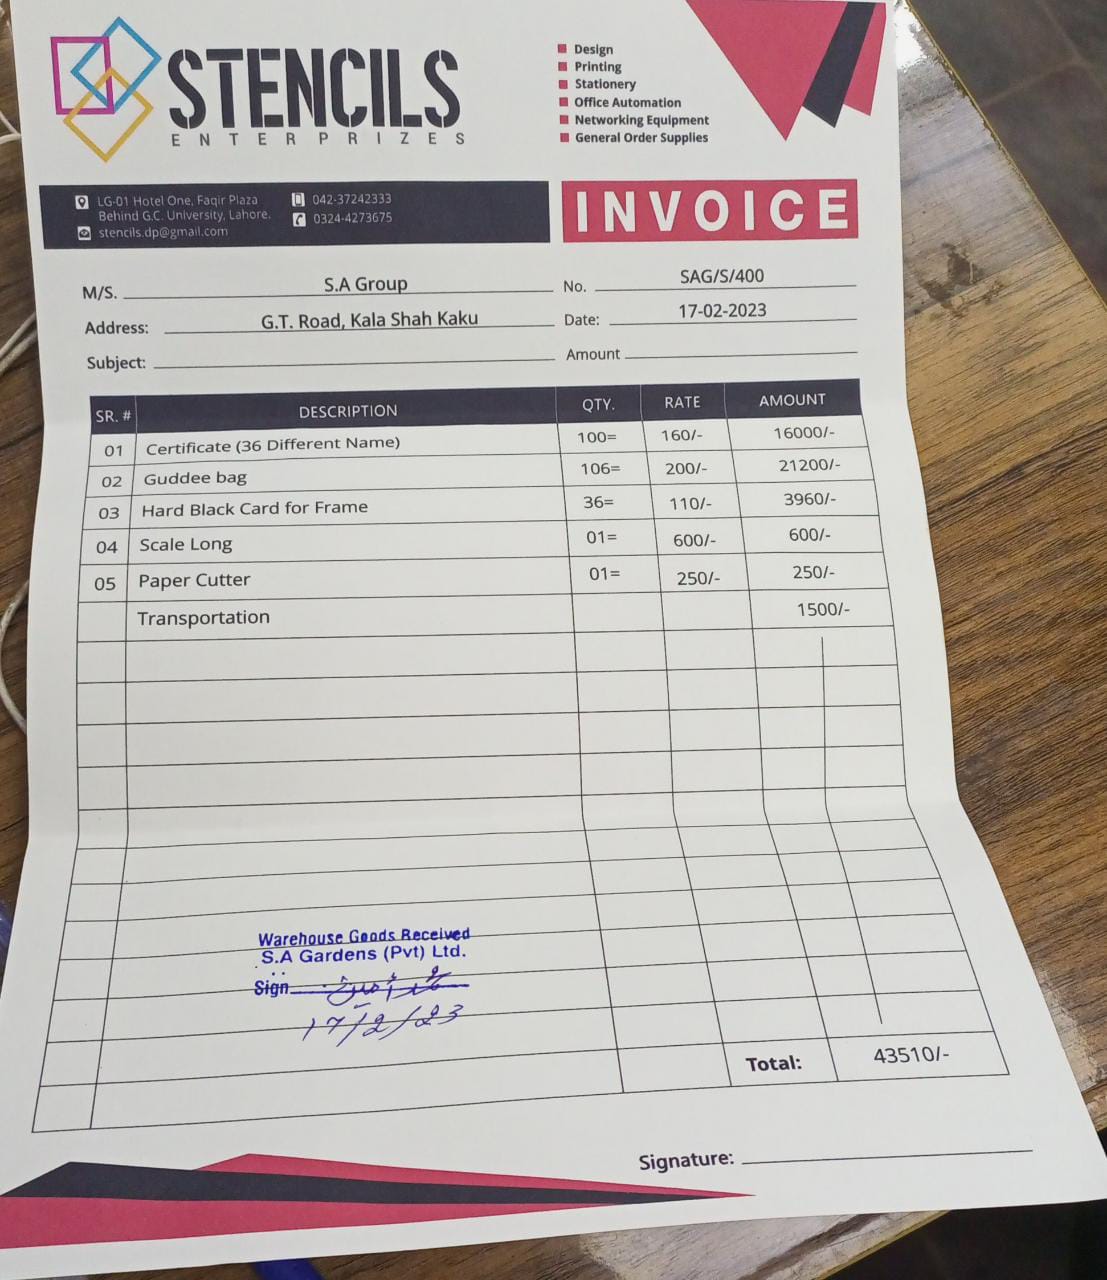 STENCILS
ENTERPRIZES
Design
Printing
Stationery
Office Automation
Networking Equipment
General Order Supplies
LG-01 Hotel One, Faqir Plaza
Behind G.C. University, Lahore.
stencils.dp@gmail.com
042-37242333
0324-4273675
INVOICE
M/S. S.A Group
No. SAG/S/400
Address: G.T. Road, Kala Shah Kaku
Date: 17-02-2023
Subject:
Amount
SR. # DESCRIPTION QTY. RATE AMOUNT
01 Certificate (36 Different Name) 100= 160/- 16000/-
02 Guddee bag 106= 200/- 21200/-
03 Hard Black Card for Frame 36= 110/- 3960/-
04 Scale Long 01= 600/- 600/-
05 Paper Cutter 01= 250/- 250/-
Transportation 1500/-
Warehouse Goods Received
S.A Gardens (Pvt) Ltd.
Sign
17/2/23
Total: 43510/-
Signature: